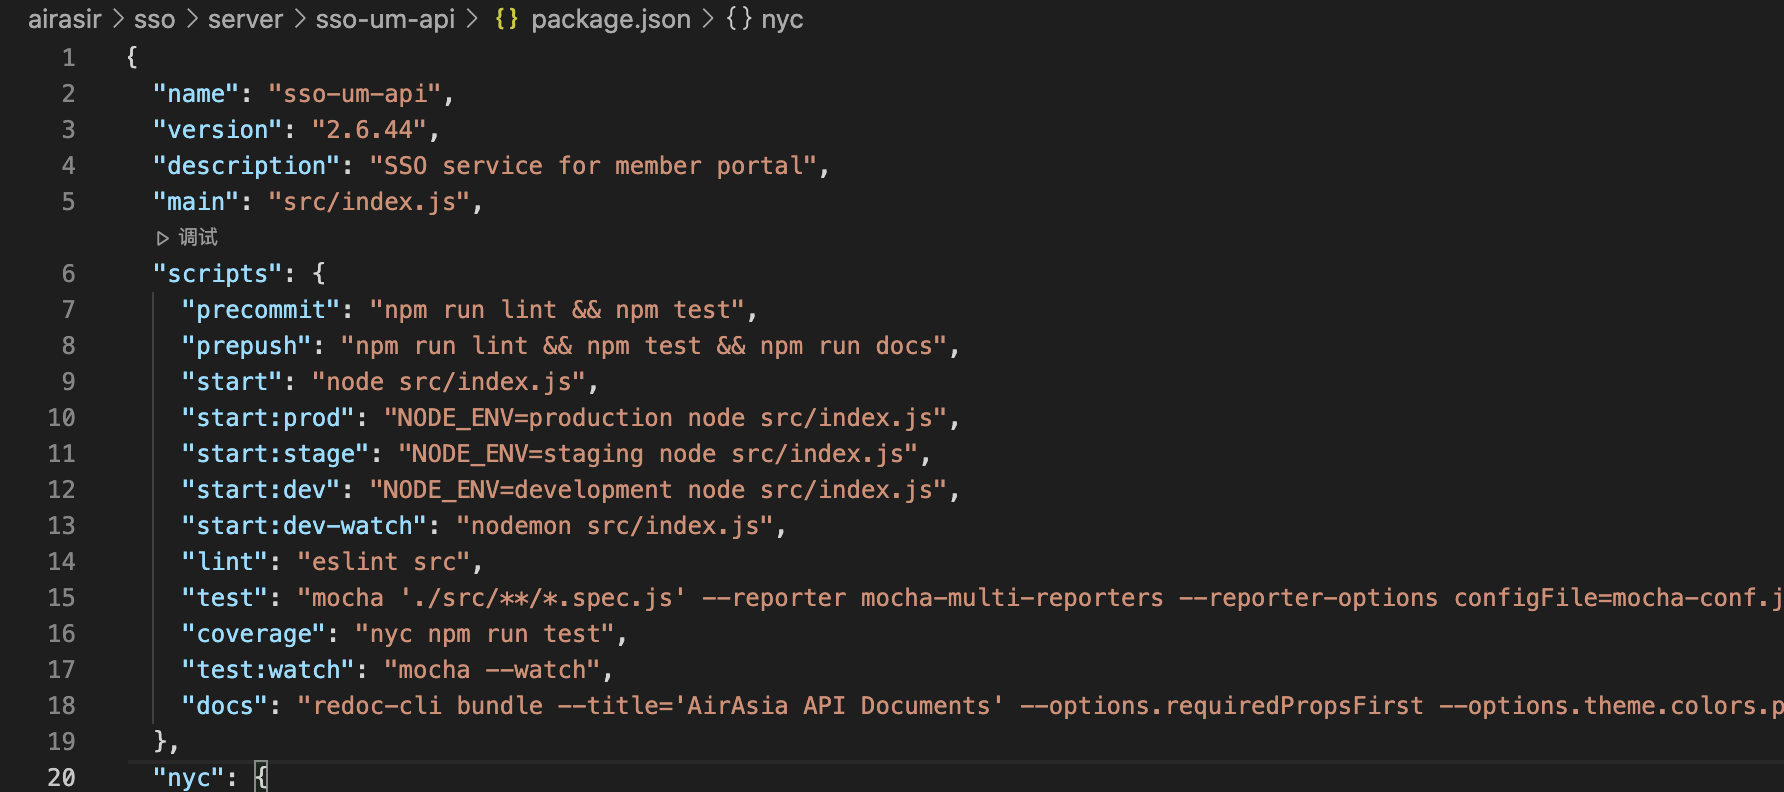 airasir > sso > server > sso-um-api > {} package.json > {} nyc
1 {
2 "name": "sso-um-api",
3 "version": "2.6.44",
4 "description": "SSO service for member portal",
5 "main": "src/index.js",
▷ 调试
6 "scripts": {
7 "precommit": "npm run lint && npm test",
8 "prepush": "npm run lint && npm test && npm run docs",
9 "start": "node src/index.js",
10 "start:prod": "NODE_ENV=production node src/index.js",
11 "start:stage": "NODE_ENV=staging node src/index.js",
12 "start:dev": "NODE_ENV=development node src/index.js",
13 "start:dev-watch": "nodemon src/index.js",
14 "lint": "eslint src",
15 "test": "mocha './src/**/*.spec.js' --reporter mocha-multi-reporters --reporter-options configFile=mocha-conf.j
16 "coverage": "nyc npm run test",
17 "test:watch": "mocha --watch",
18 "docs": "redoc-cli bundle --title='AirAsia API Documents' --options.requiredPropsFirst --options.theme.colors.p
19 },
20 "nyc": {